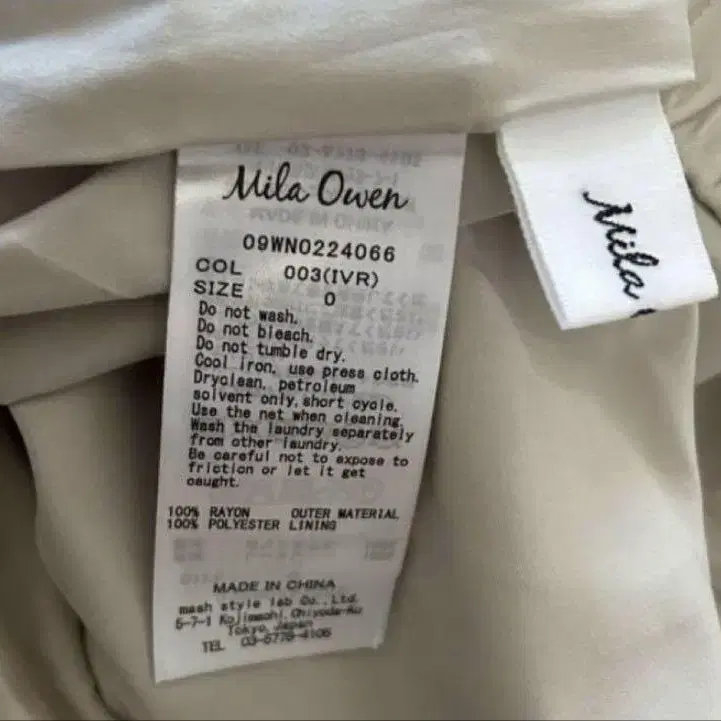 Mila Owen
09WN0224066
COL 003(IVR)
SIZE 0
Do not wash.
Do not bleach.
Do not tumble dry.
Cool iron. use press cloth.
Dryclean, petroleum
solvent only, short cycle.
Use the net when cleaning.
Wash the laundry separately
from other laundry.
Be careful not to expose to
friction or let it get
caught.
100% RAYON OUTER MATERIAL
100% POLYESTER LINING
MADE IN CHINA
mash style lab Co., Ltd.
5-7-1 Kojimachi, Chiyoda-Ku
Tokyo, Japan
TEL 03-6778-4106
Mila